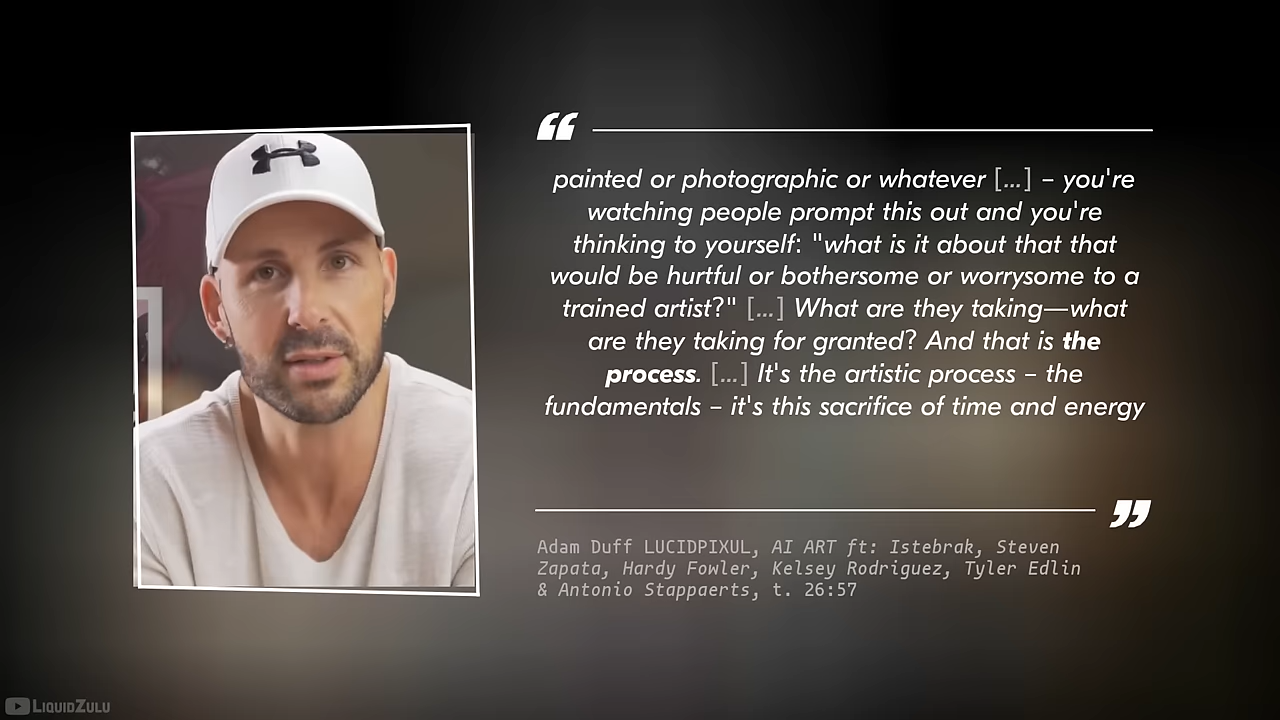 “
painted or photographic or whatever [...] – you're
watching people prompt this out and you're
thinking to yourself: "what is it about that that
would be hurtful or bothersome or worrysome to a
trained artist?" [...] What are they taking—what
are they taking for granted? And that is the
process. [...] It's the artistic process – the
fundamentals – it's this sacrifice of time and energy
”
Adam Duff LUCIDPIXUL, AI ART ft: Istebrak, Steven
Zapata, Hardy Fowler, Kelsey Rodriguez, Tyler Edlin
& Antonio Stappaerts, t. 26:57
LiquidZulu